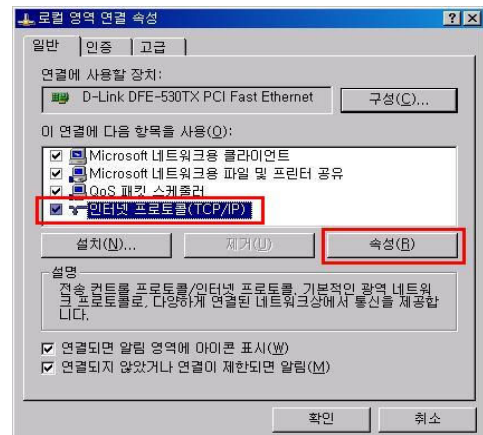 로컬 영역 연결 속성
일반 인증 고급
연결에 사용할 장치:
D-Link DFE-530TX PCI Fast Ethernet 구성(C)...
이 연결에 다음 항목을 사용(O):
Microsoft 네트워크용 클라이언트
Microsoft 네트워크용 파일 및 프린터 공유
QoS 패킷 스케줄러
인터넷 프로토콜(TCP/IP)
설치(N)... 제거(U) 속성(R)
설명
전송 컨트롤 프로토콜/인터넷 프로토콜. 기본적인 광역 네트워
크 프로토콜로, 다양하게 연결된 네트워크상에서 통신을 제공합
니다.
연결되면 알림 영역에 아이콘 표시(W)
연결되지 않았거나 연결이 제한되면 알림(M)
확인 취소